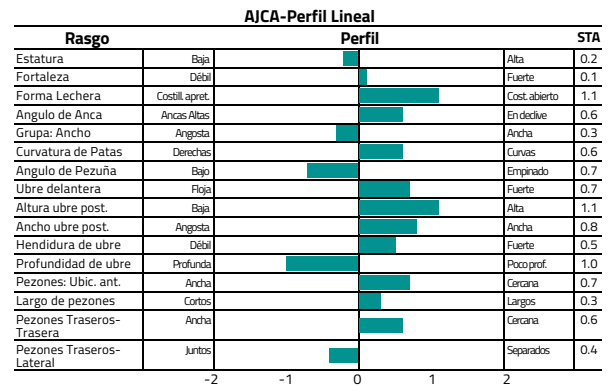 AJCA-Perfil Lineal
Rasgo Perfil STA
Estatura Baja Alta 0.2
Fortaleza Débil Fuerte 0.1
Forma Lechera Costill. apret. Cost. abierto 1.1
Angulo de Anca Ancas Altas En declive 0.6
Grupa: Ancho Angosta Ancha 0.3
Curvatura de Patas Derechas Curvas 0.6
Angulo de Pezuña Bajo Empinado 0.7
Ubre delantera Floja Fuerte 0.7
Altura ubre post. Baja Alta 1.1
Ancho ubre post. Angosta Ancha 0.8
Hendidura de ubre Débil Fuerte 0.5
Profundidad de ubre Profunda Poco prof. 1.0
Pezones: Ubic. ant. Ancha Cercana 0.7
Largo de pezones Cortos Largos 0.3
Pezones Traseros- Ancha Cercana 0.6
Trasera
Pezones Traseros- Juntos Separados 0.4
Lateral
-2 -1 0 1 2